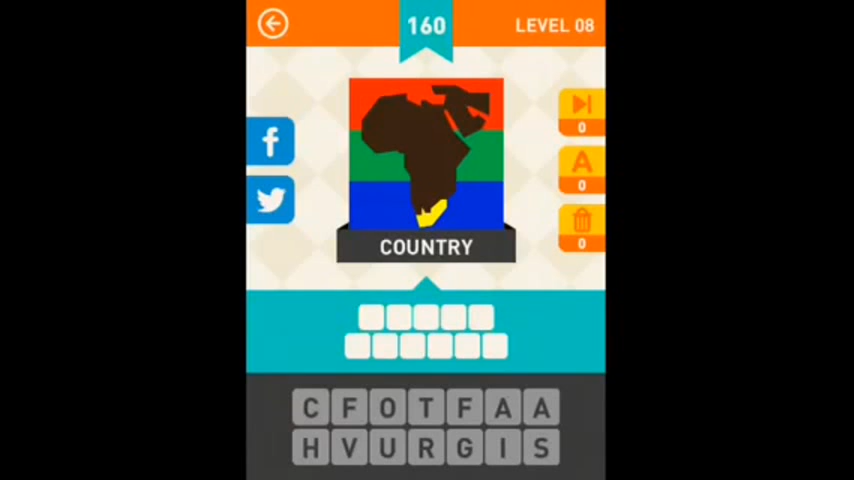 160
LEVEL 08
f
0
A
0
0
COUNTRY
C F O T F A A
H V U R G I S